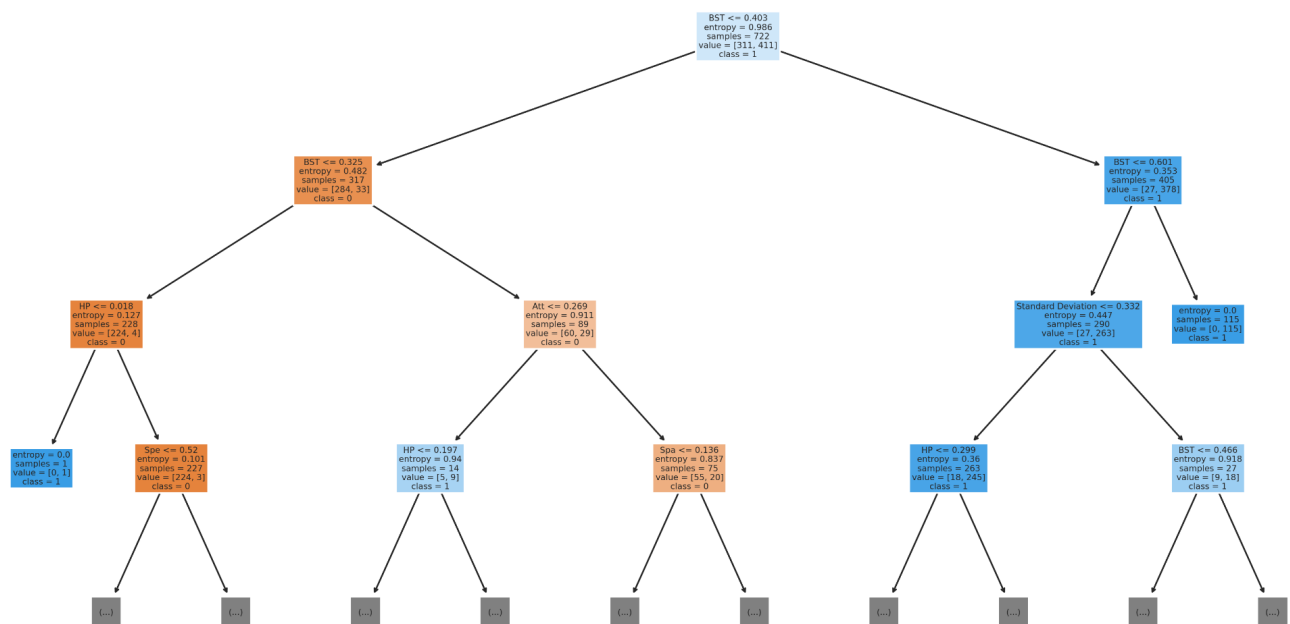 BST <= 0.403
entropy = 0.986
samples = 722
value = [311, 411]
class = 1
BST <= 0.325
entropy = 0.482
samples = 317
value = [284, 33]
class = 0
BST <= 0.601
entropy = 0.353
samples = 405
value = [27, 378]
class = 1
HP <= 0.018
entropy = 0.127
samples = 228
value = [224, 4]
class = 0
Att <= 0.269
entropy = 0.911
samples = 89
value = [60, 29]
class = 0
Standard Deviation <= 0.332
entropy = 0.447
samples = 290
value = [27, 263]
class = 1
entropy = 0.0
samples = 115
value = [0, 115]
class = 1
entropy = 0.0
samples = 1
value = [0, 1]
class = 1
Spe <= 0.52
entropy = 0.101
samples = 227
value = [224, 3]
class = 0
HP <= 0.197
entropy = 0.94
samples = 14
value = [5, 9]
class = 1
Spa <= 0.136
entropy = 0.837
samples = 75
value = [55, 20]
class = 0
HP <= 0.299
entropy = 0.36
samples = 263
value = [18, 245]
class = 1
BST <= 0.466
entropy = 0.918
samples = 27
value = [9, 18]
class = 1
(...)
(...)
(...)
(...)
(...)
(...)
(...)
(...)
(...)
(...)